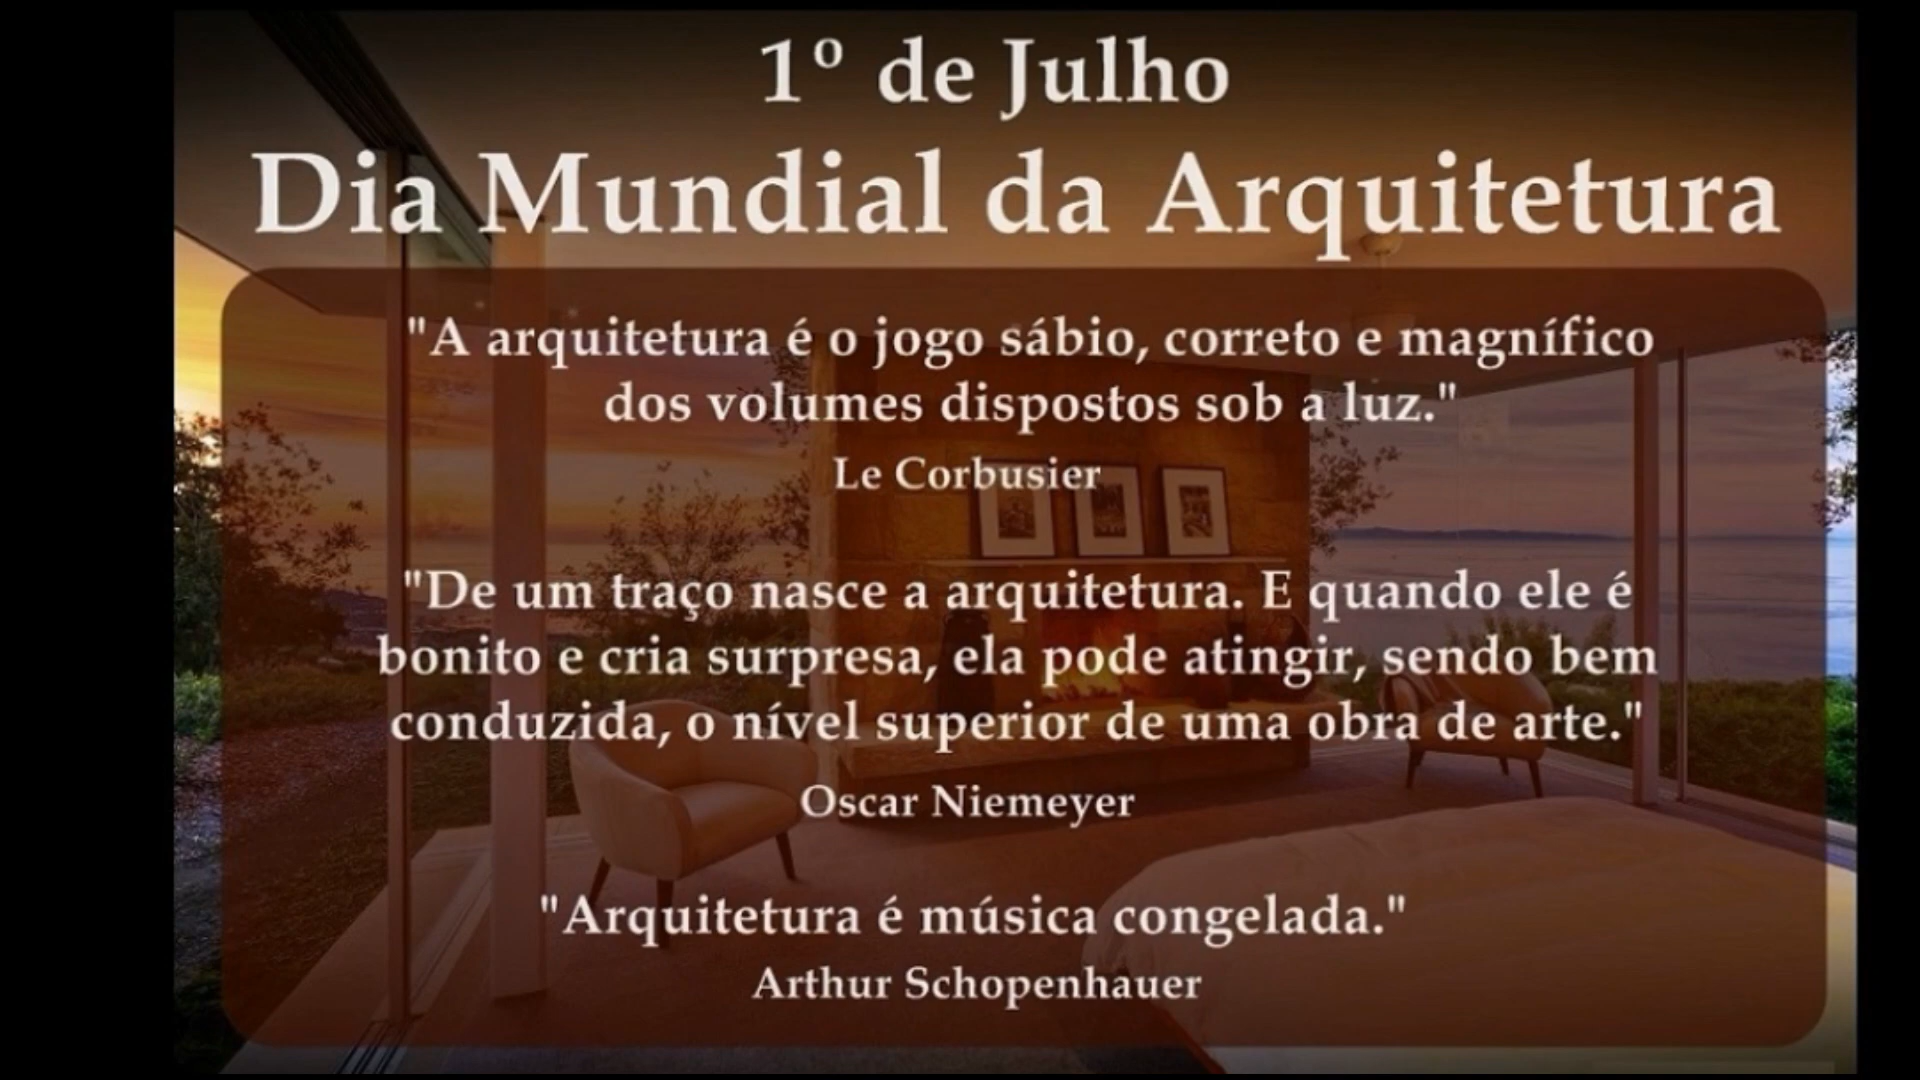 1º de Julho
Dia Mundial da Arquitetura
"A arquitetura é o jogo sábio, correto e magnífico
dos volumes dispostos sob a luz."
Le Corbusier
"De um traço nasce a arquitetura. E quando ele é
bonito e cria surpresa, ela pode atingir, sendo bem
conduzida, o nível superior de uma obra de arte."
Oscar Niemeyer
"Arquitetura é música congelada."
Arthur Schopenhauer